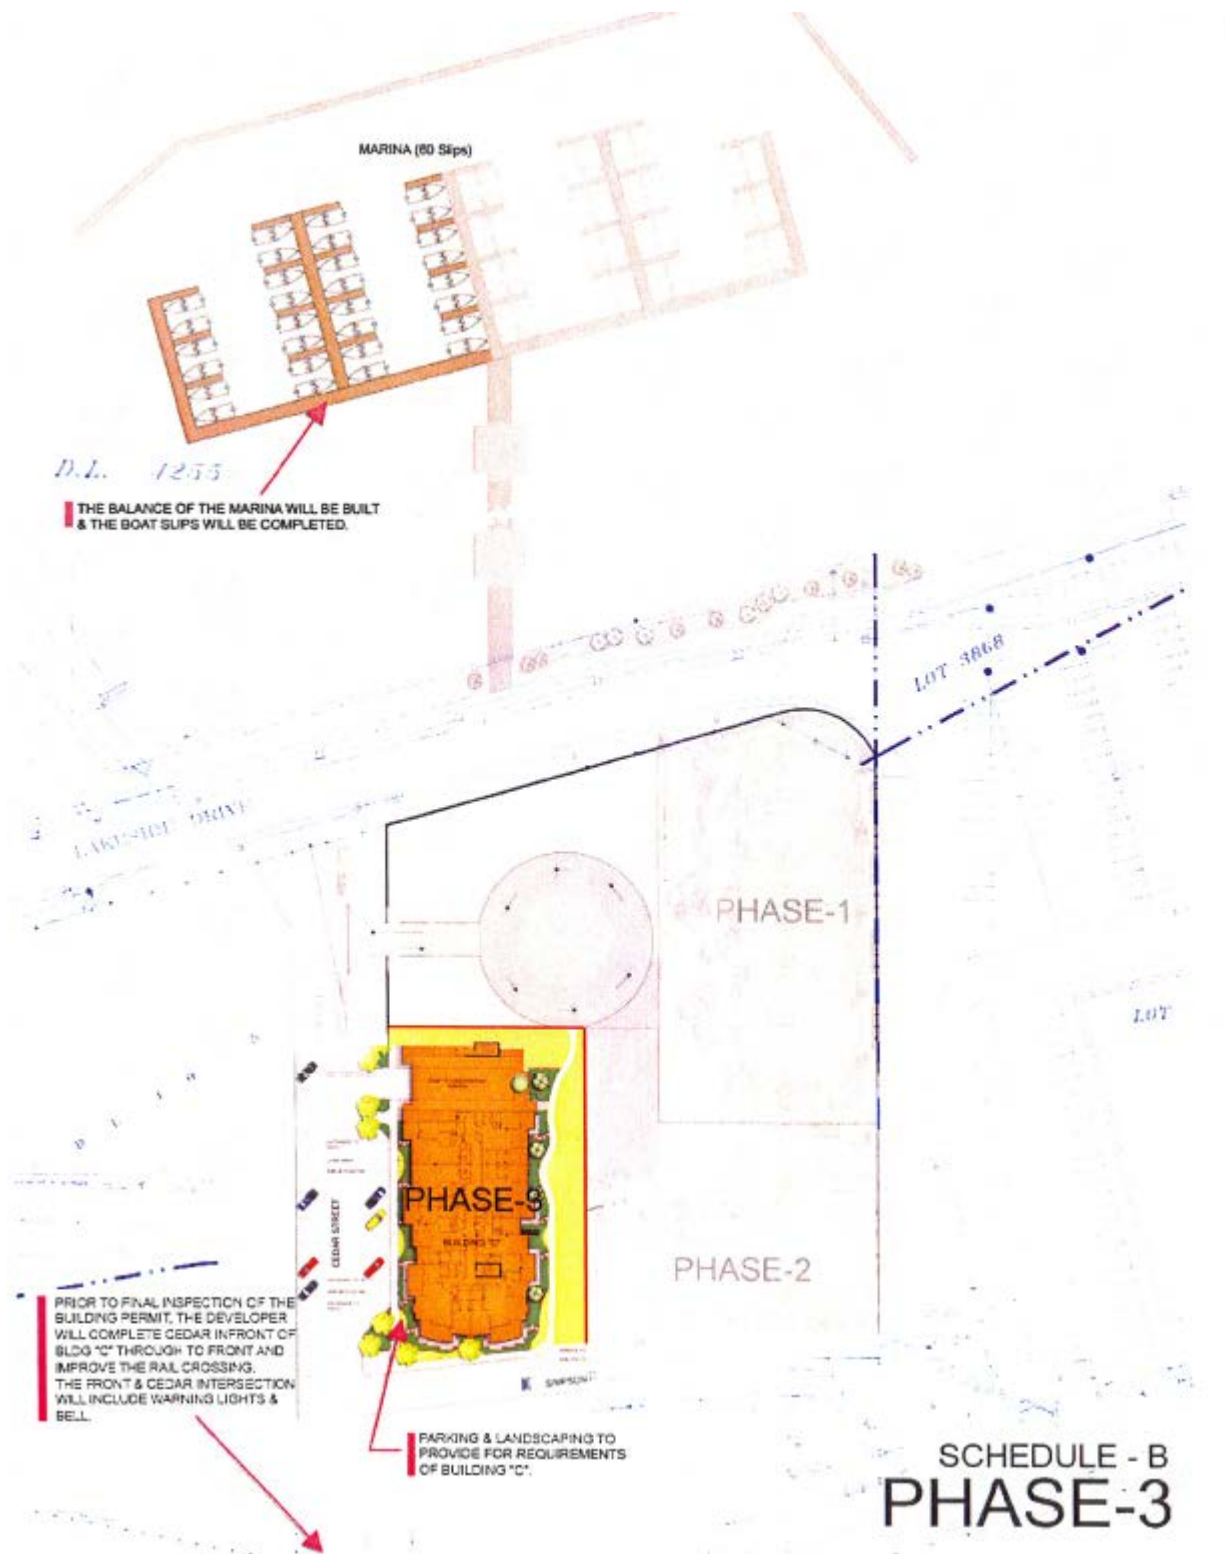 MARINA (60 Slips)
D.L. 1255
THE BALANCE OF THE MARINA WILL BE BUILT
& THE BOAT SLIPS WILL BE COMPLETED.
LOT 3868
LAKESIDE DRIVE
PHASE-1
LOT
PHASE-3
CEDAR STREET
BUILDING "C"
PHASE-2
PRIOR TO FINAL INSPECTION OF THE
BUILDING PERMIT, THE DEVELOPER
WILL COMPLETE CEDAR INFRONT OF
BLDG "C" THROUGH TO FRONT AND
IMPROVE THE RAIL CROSSING.
THE FRONT & CEDAR INTERSECTION
WILL INCLUDE WARNING LIGHTS &
BELL.
PARKING & LANDSCAPING TO
PROVIDE FOR REQUIREMENTS
OF BUILDING "C".
SCHEDULE - B
PHASE-3